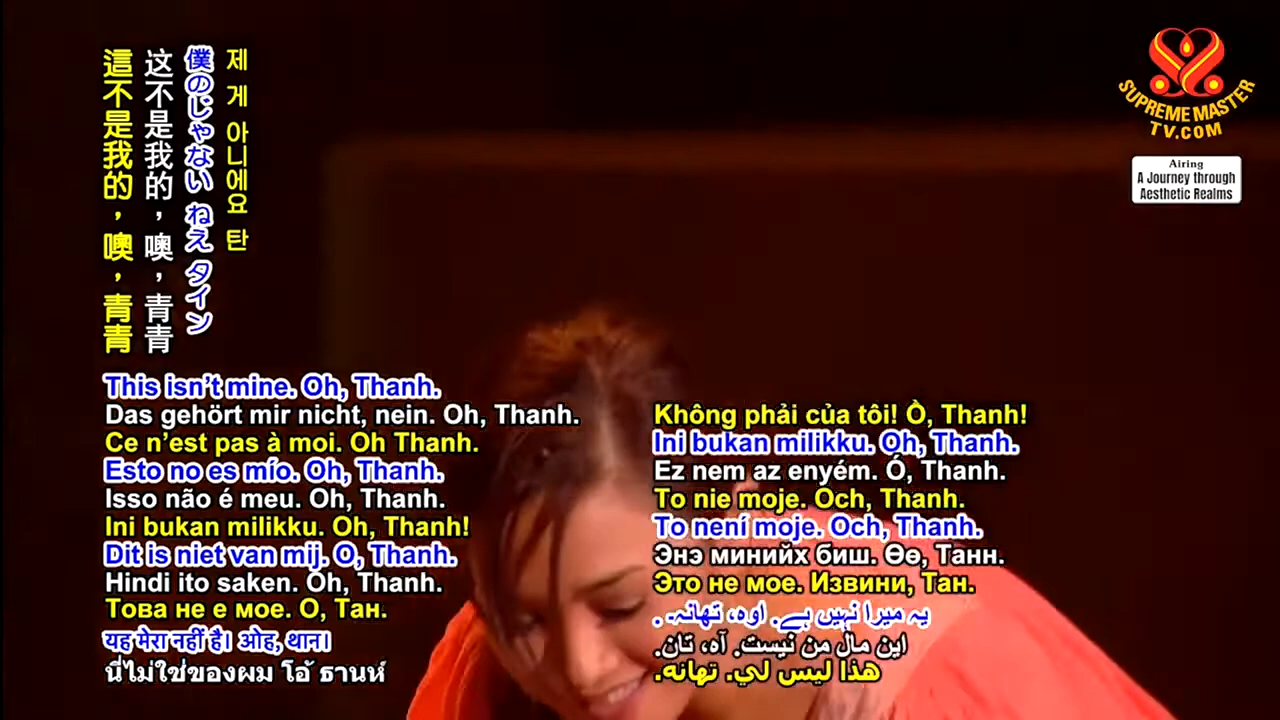 這不是我的，噢，青青
这不是我的，噢，青青
僕のじゃない ねえ タイン
제 게 아니에요 탄
SUPREME MASTER
TV.COM
Airing
A Journey through
Aesthetic Realms
This isn't mine. Oh, Thanh.
Das gehört mir nicht, nein. Oh, Thanh.
Ce n'est pas à moi. Oh Thanh.
Esto no es mío. Oh, Thanh.
Isso não é meu. Oh, Thanh.
Ini bukan milikku. Oh, Thanh!
Dit is niet van mij. O, Thanh.
Hindi ito saken. Oh, Thanh.
Това не е мое. О, Тан.
यह मेरा नहीं है। ओह, थान।
นี่ไม่ใช่ของผม โอ้ ธานห์
Không phải của tôi! Ồ, Thanh!
Ini bukan milikku. Oh, Thanh.
Ez nem az enyém. Ó, Thanh.
To nie moje. Och, Thanh.
To není moje. Och, Thanh.
Энэ минийх биш. Өө, Танн.
Это не мое. Извини, Тан.
یہ میرا نہیں ہے. اوہ، تھانہ. .
این مال من نیست. آه، تان.
هذا ليس لي. تهانه.